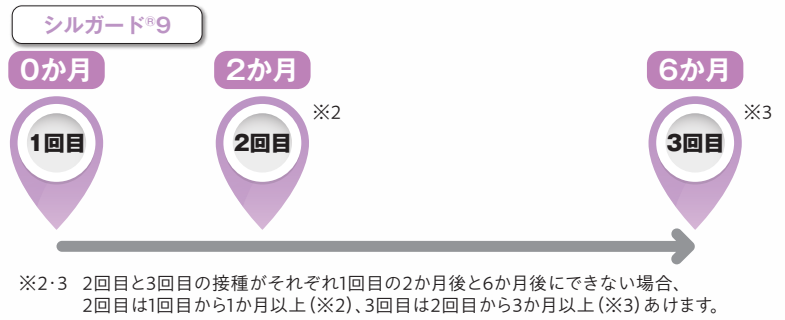 シルガード®9
0か月 2か月 6か月
1回目 2回目 ※2 3回目 ※3
※2・3 2回目と3回目の接種がそれぞれ1回目の2か月後と6か月後にできない場合、
2回目は1回目から1か月以上(※2)、3回目は2回目から3か月以上(※3)あけます。